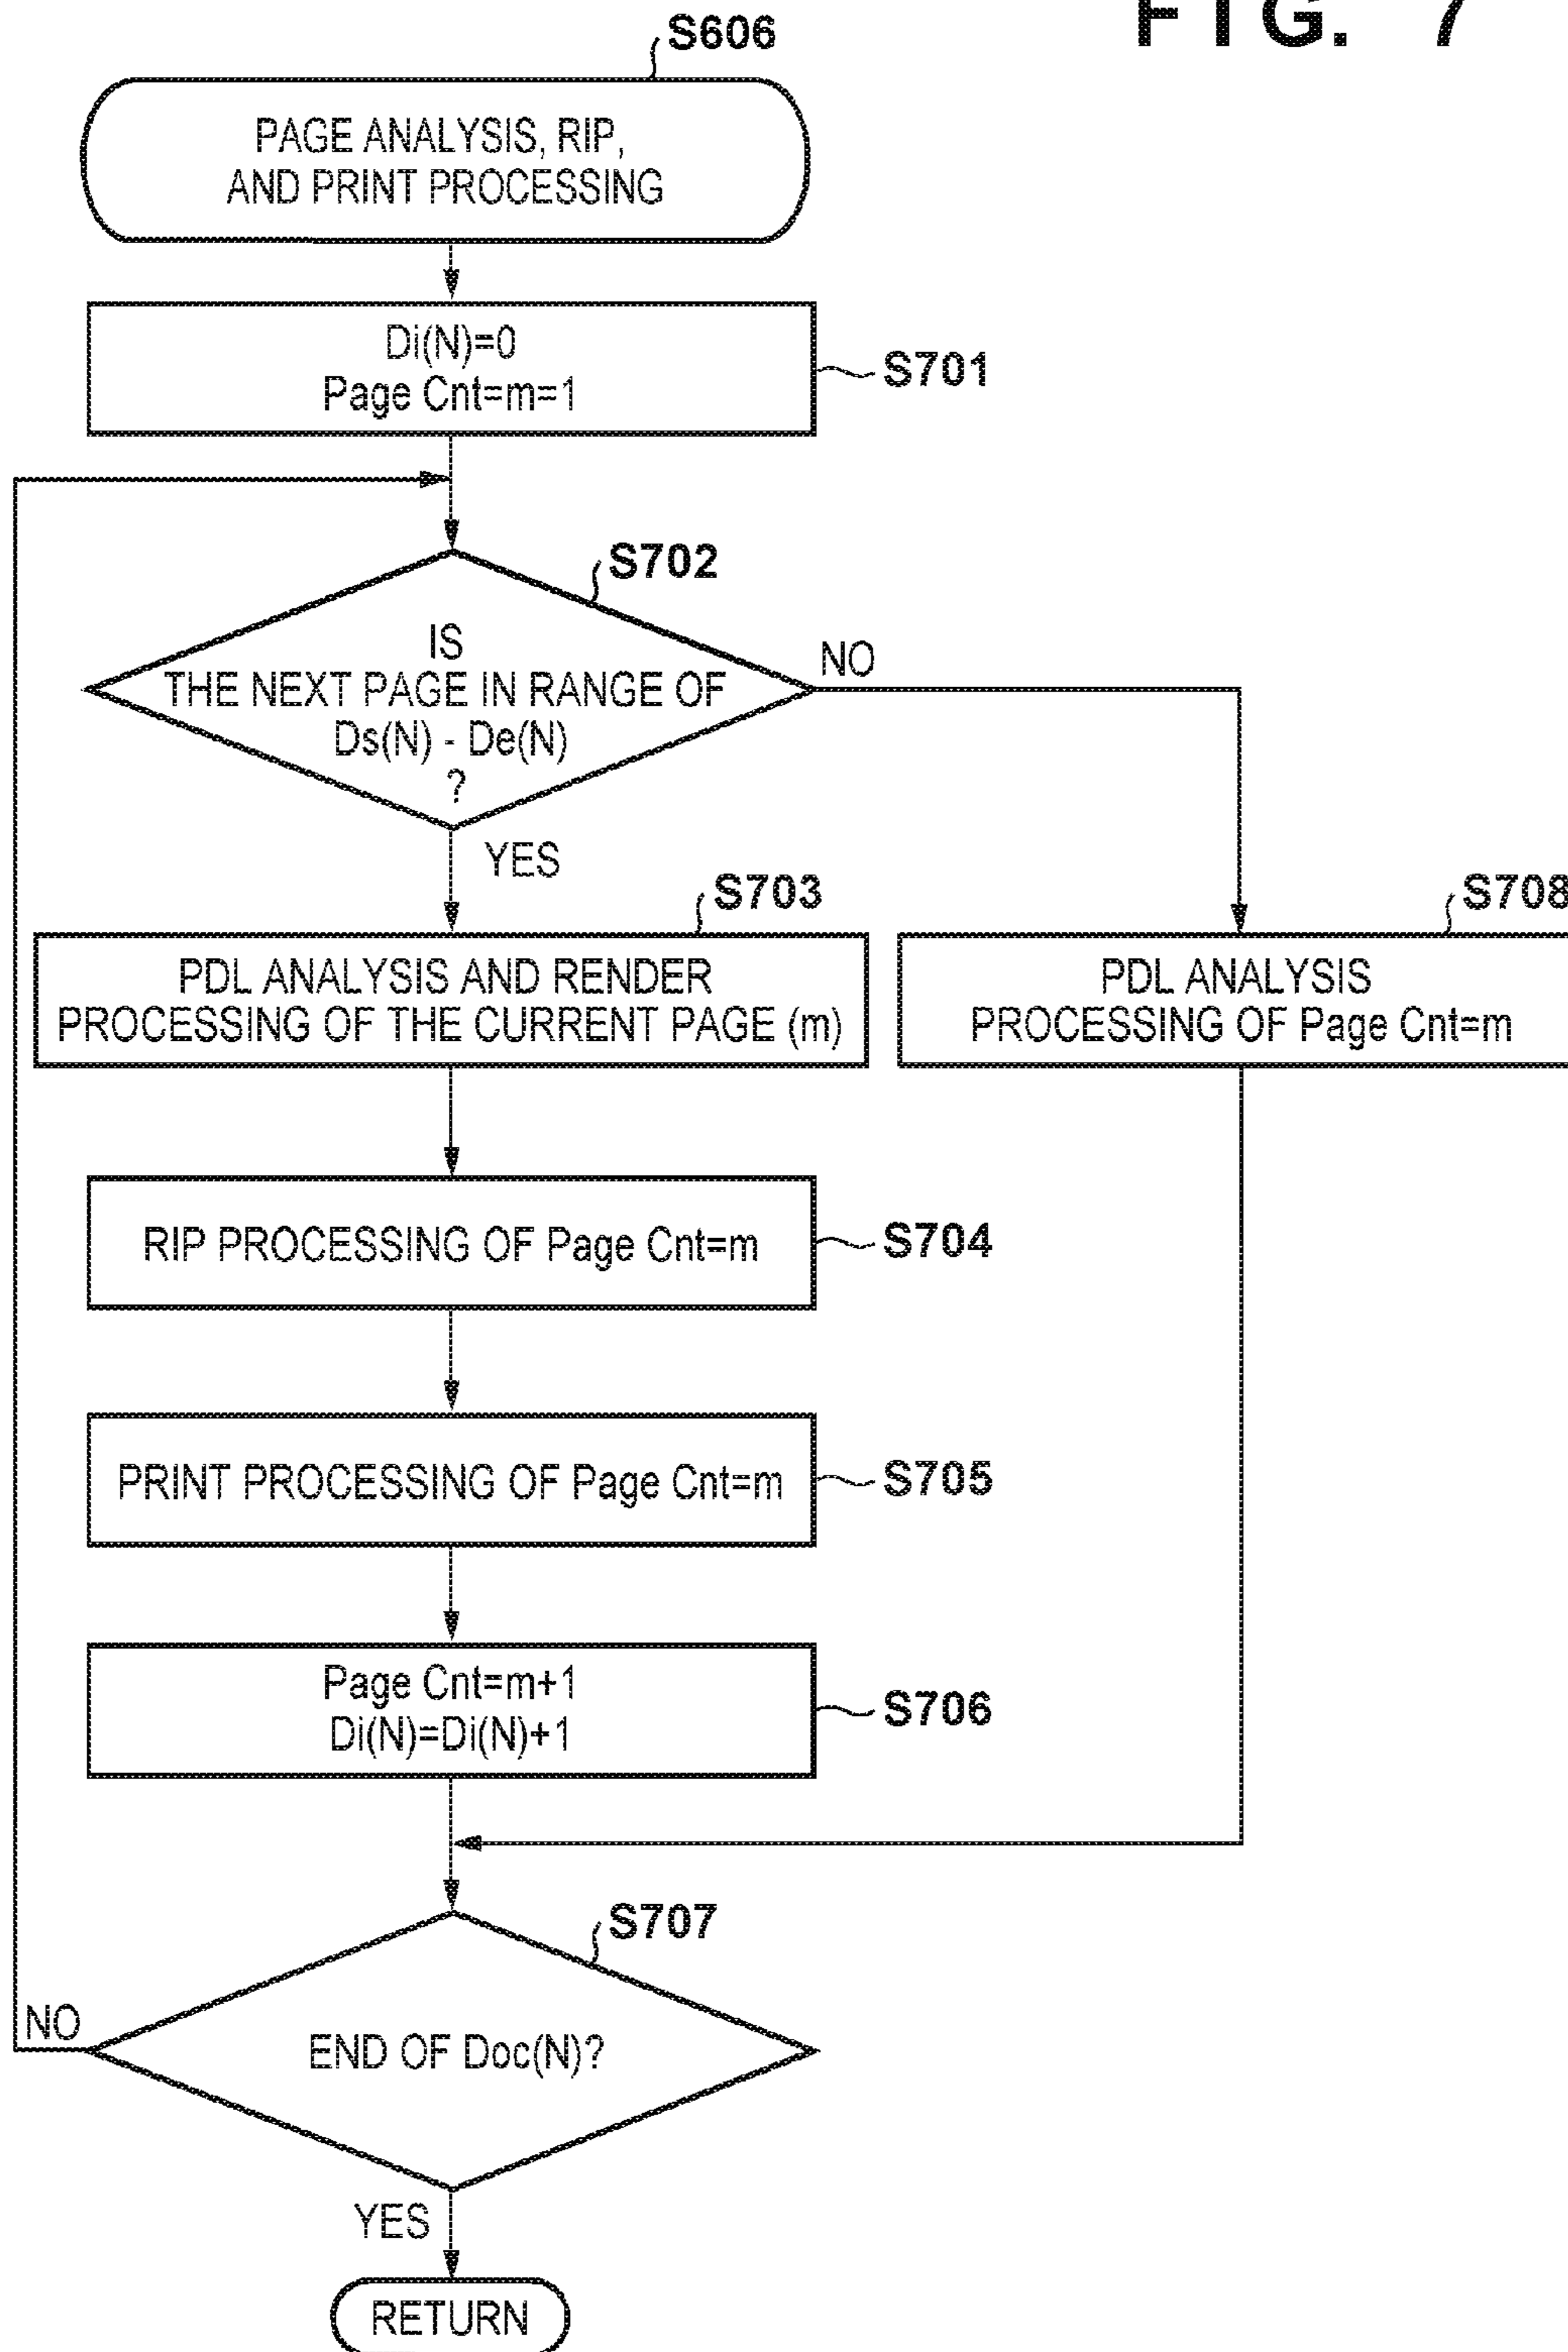 FIG. 7
S606
PAGE ANALYSIS, RIP,
AND PRINT PROCESSING
Di(N)=0
Page Cnt=m=1
S701
S702
IS
THE NEXT PAGE IN RANGE OF
Ds(N) - De(N)
?
NO
YES
S703
PDL ANALYSIS AND RENDER
PROCESSING OF THE CURRENT PAGE (m)
S708
PDL ANALYSIS
PROCESSING OF Page Cnt=m
RIP PROCESSING OF Page Cnt=m
S704
PRINT PROCESSING OF Page Cnt=m
S705
Page Cnt=m+1
Di(N)=Di(N)+1
S706
S707
NO
END OF Doc(N)?
YES
RETURN